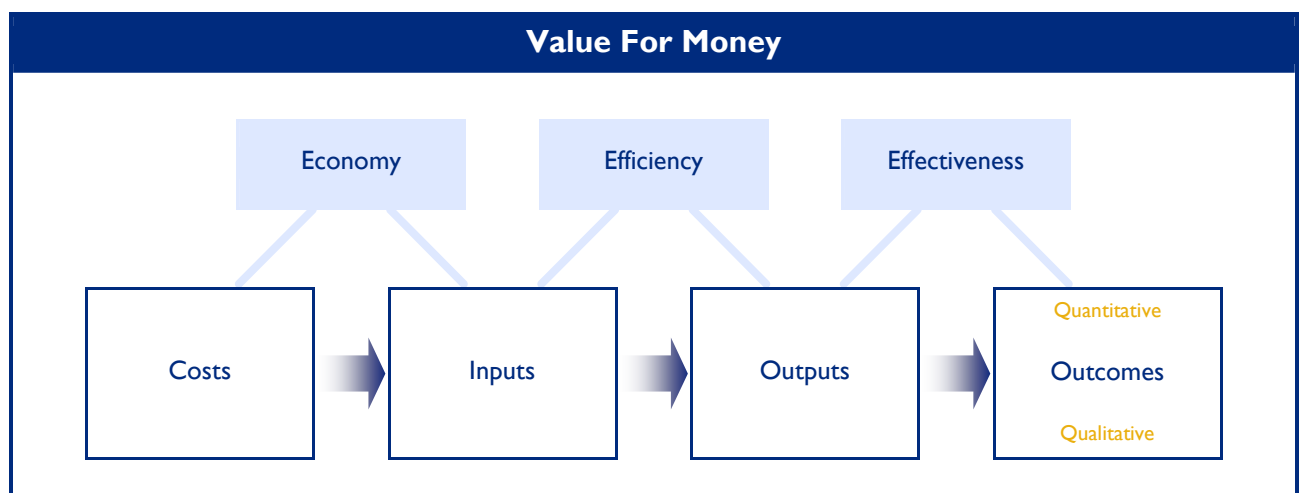 Value For Money
Economy
Efficiency
Effectiveness
Costs
Inputs
Outputs
Quantitative
Outcomes
Qualitative